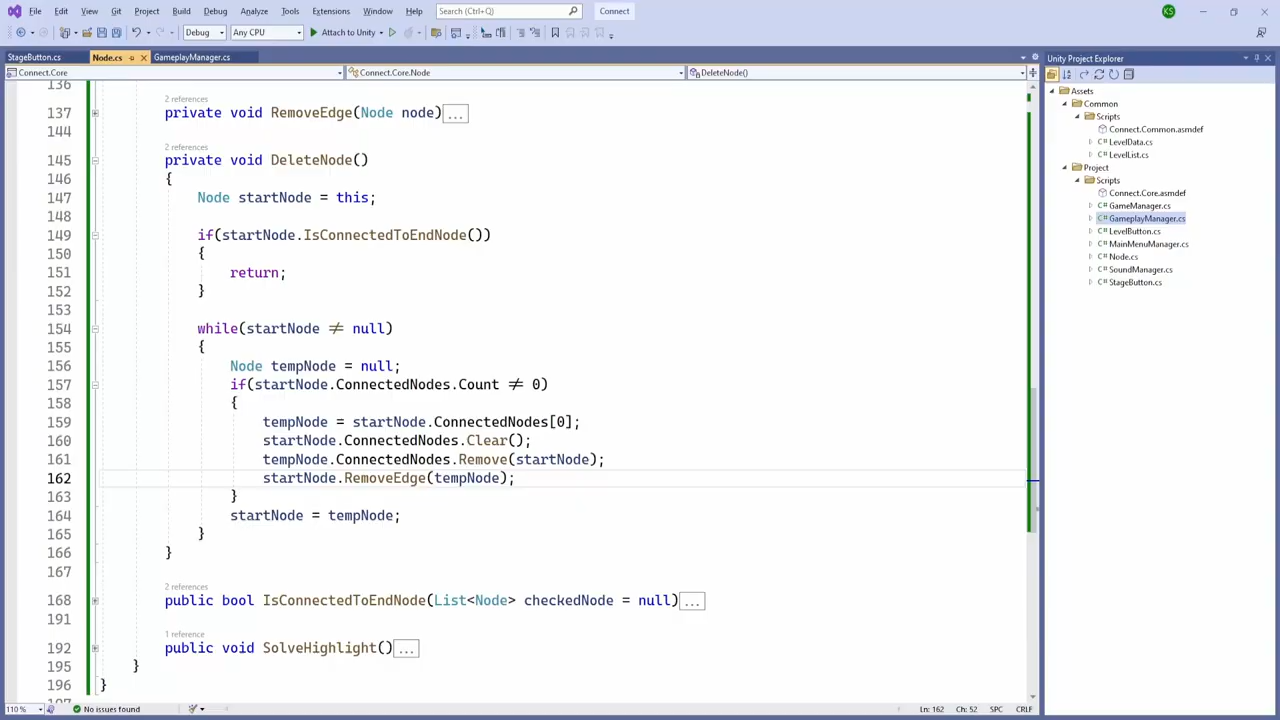 File Edit View Git Project Build Debug Analyze Tools Extensions Window Help Search (Ctrl+Q) Connect KS
Debug Any CPU Attach to Unity
StageButton.cs Node.cs GameplayManager.cs
Connect.Core Connect.Core.Node DeleteNode()
136
2 references
137 private void RemoveEdge(Node node)...
144
2 references
145 private void DeleteNode()
146 {
147 Node startNode = this;
148
149 if(startNode.IsConnectedToEndNode())
150 {
151 return;
152 }
153
154 while(startNode ≠ null)
155 {
156 Node tempNode = null;
157 if(startNode.ConnectedNodes.Count ≠ 0)
158 {
159 tempNode = startNode.ConnectedNodes[0];
160 startNode.ConnectedNodes.Clear();
161 tempNode.ConnectedNodes.Remove(startNode);
162 startNode.RemoveEdge(tempNode);
163 }
164 startNode = tempNode;
165 }
166 }
167
2 references
168 public bool IsConnectedToEndNode(List<Node> checkedNode = null)...
191
1 reference
192 public void SolveHighlight()...
195 }
196 }
110 % No issues found Ln: 162 Ch: 52 SPC CRLF
Unity Project Explorer
Assets
Common
Scripts
Connect.Common.asmdef
C# LevelData.cs
C# LevelList.cs
Project
Scripts
Connect.Core.asmdef
C# GameManager.cs
C# GameplayManager.cs
C# LevelButton.cs
C# MainMenuManager.cs
C# Node.cs
C# SoundManager.cs
C# StageButton.cs